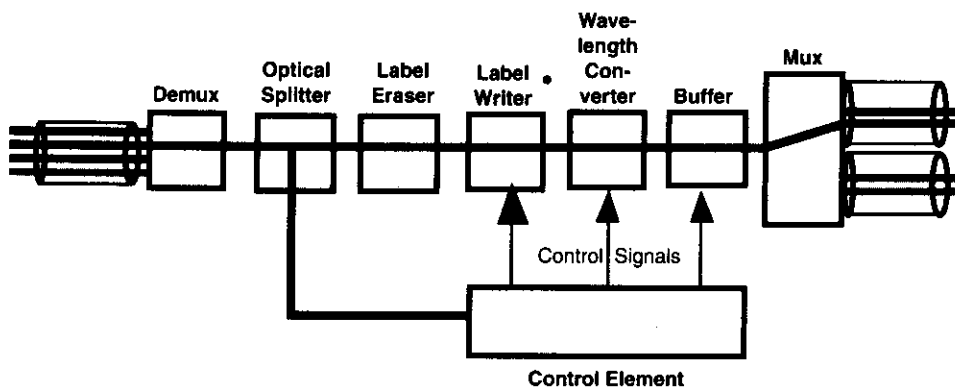 Demux
Optical
Splitter
Label
Eraser
Label
Writer
Wave-
length
Con-
verter
Buffer
Mux
Control Signals
Control Element